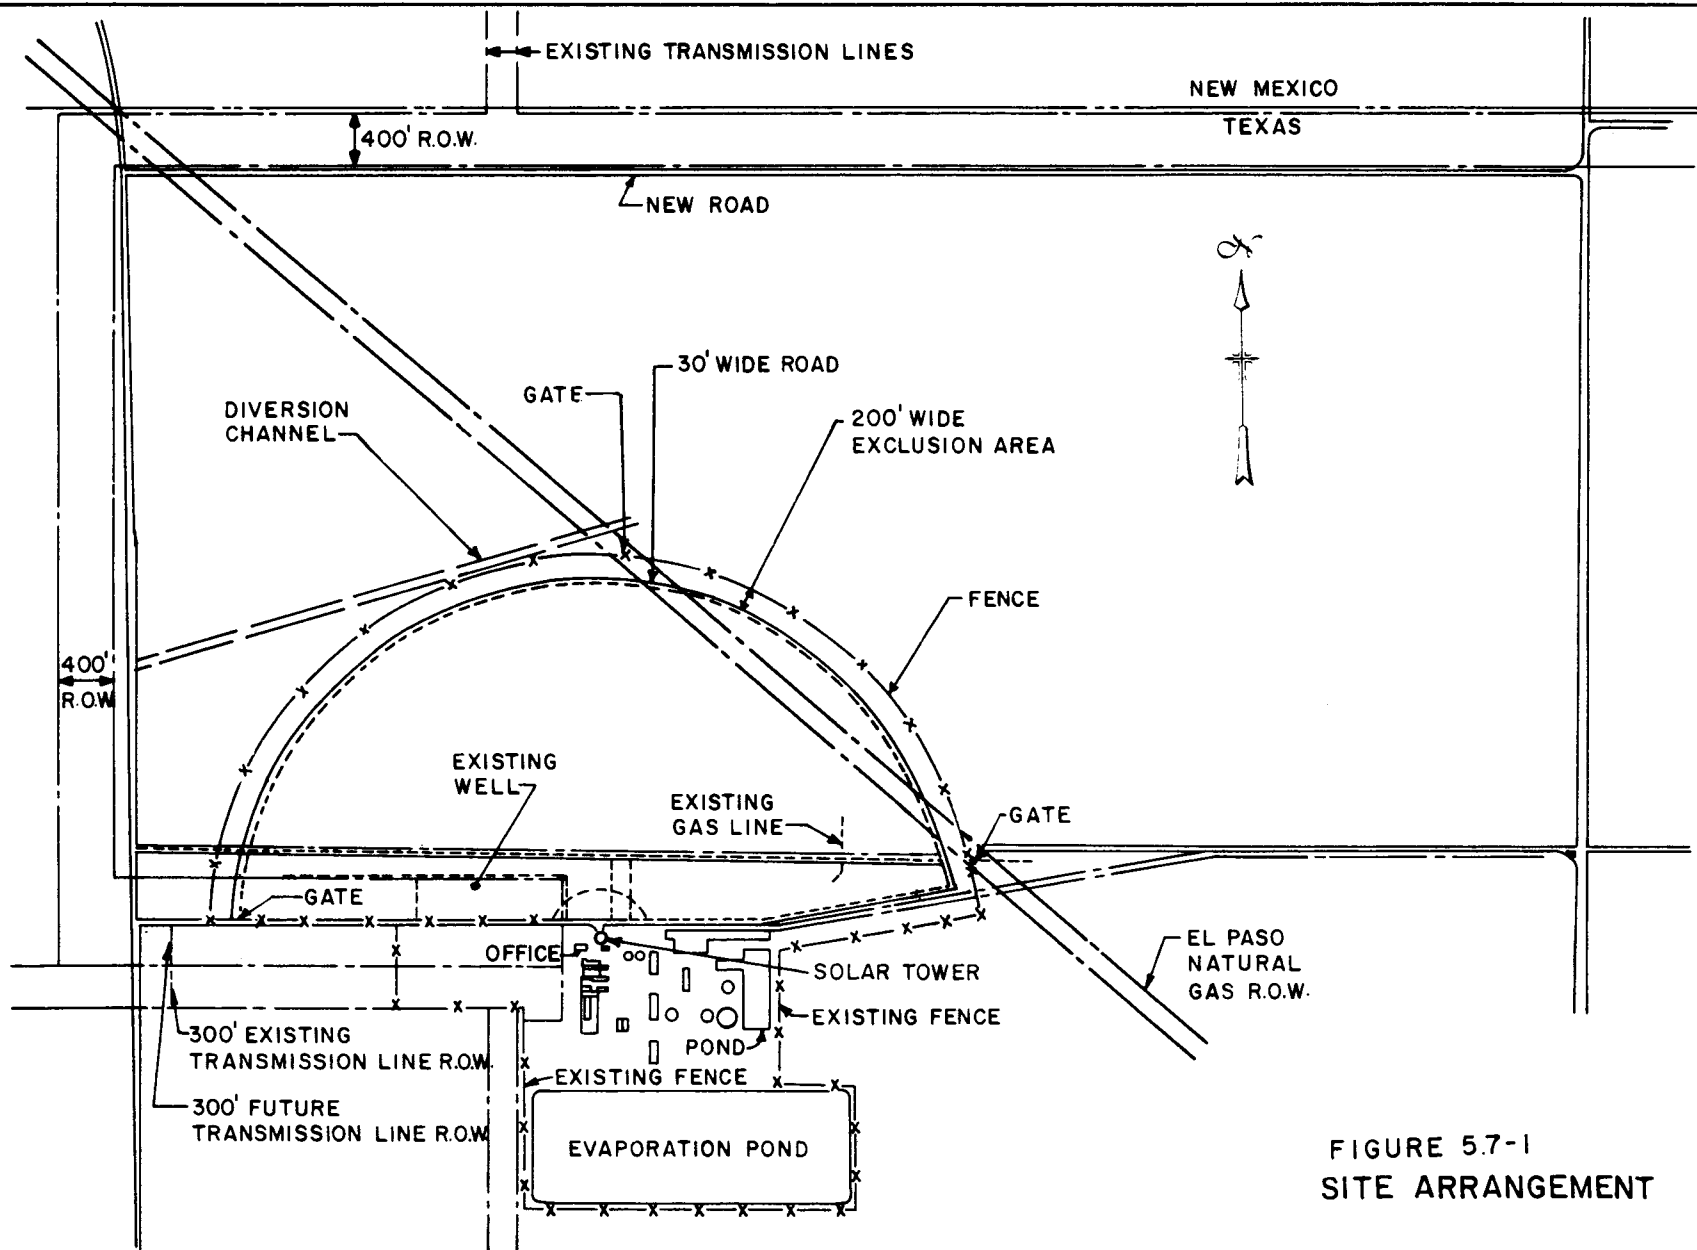 EXISTING TRANSMISSION LINES
NEW MEXICO
TEXAS
400' R.O.W.
NEW ROAD
N
30' WIDE ROAD
GATE
200' WIDE
EXCLUSION AREA
DIVERSION
CHANNEL
FENCE
400'
R.O.W
EXISTING
WELL
EXISTING
GAS LINE
GATE
GATE
OFFICE
SOLAR TOWER
EL PASO
NATURAL
GAS R.O.W.
EXISTING FENCE
300' EXISTING
TRANSMISSION LINE R.O.W.
POND
EXISTING FENCE
300' FUTURE
TRANSMISSION LINE R.O.W.
EVAPORATION POND
FIGURE 5.7-1
SITE ARRANGEMENT